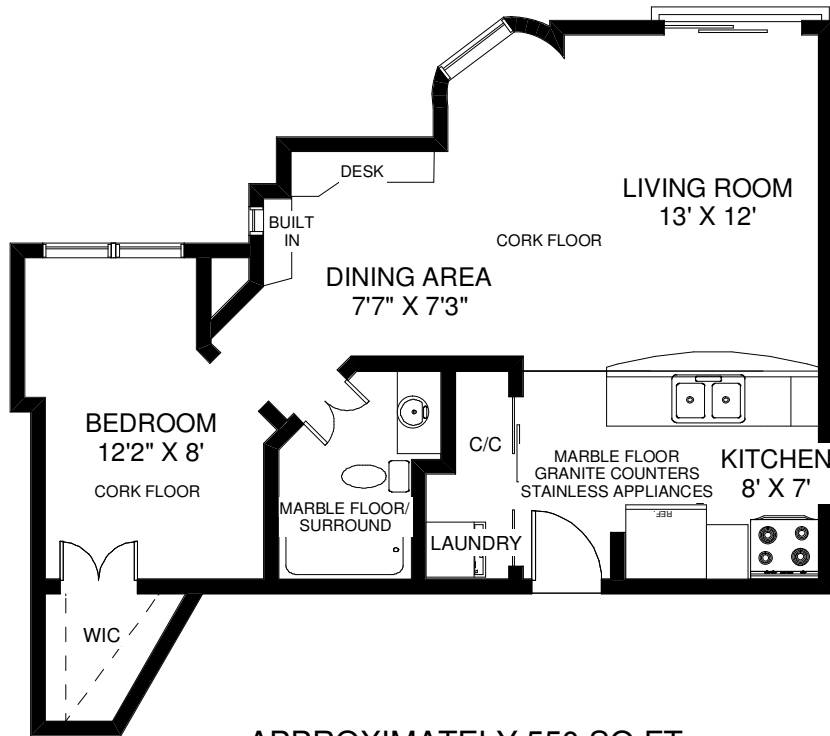 DESK
LIVING ROOM
13' X 12'
BUILT
IN
CORK FLOOR
DINING AREA
7'7" X 7'3"
BEDROOM
12'2" X 8'
CORK FLOOR
C/C
MARBLE FLOOR
GRANITE COUNTERS
STAINLESS APPLIANCES
KITCHEN
8' X 7'
MARBLE FLOOR/
SURROUND
REF.
LAUNDRY
WIC
APPROXIMATELY 550 SQ FT